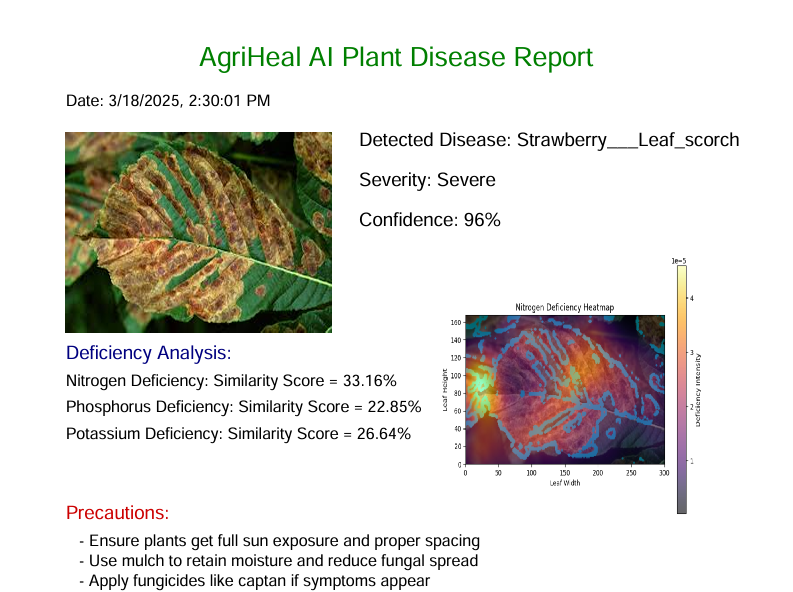 AgriHeal AI Plant Disease Report
Date: 3/18/2025, 2:30:01 PM
Detected Disease: Strawberry___Leaf_scorch
Severity: Severe
Confidence: 96%
Deficiency Analysis:
Nitrogen Deficiency: Similarity Score = 33.16%
Phosphorus Deficiency: Similarity Score = 22.85%
Potassium Deficiency: Similarity Score = 26.64%
1e-5
Nitrogen Deficiency Heatmap
160
140
120
100
80
60
40
20
0
Leaf Height
0 50 100 150 200 250 300
Leaf Width
4
3
2
1
Deficiency Intensity
Precautions:
- Ensure plants get full sun exposure and proper spacing
- Use mulch to retain moisture and reduce fungal spread
- Apply fungicides like captan if symptoms appear